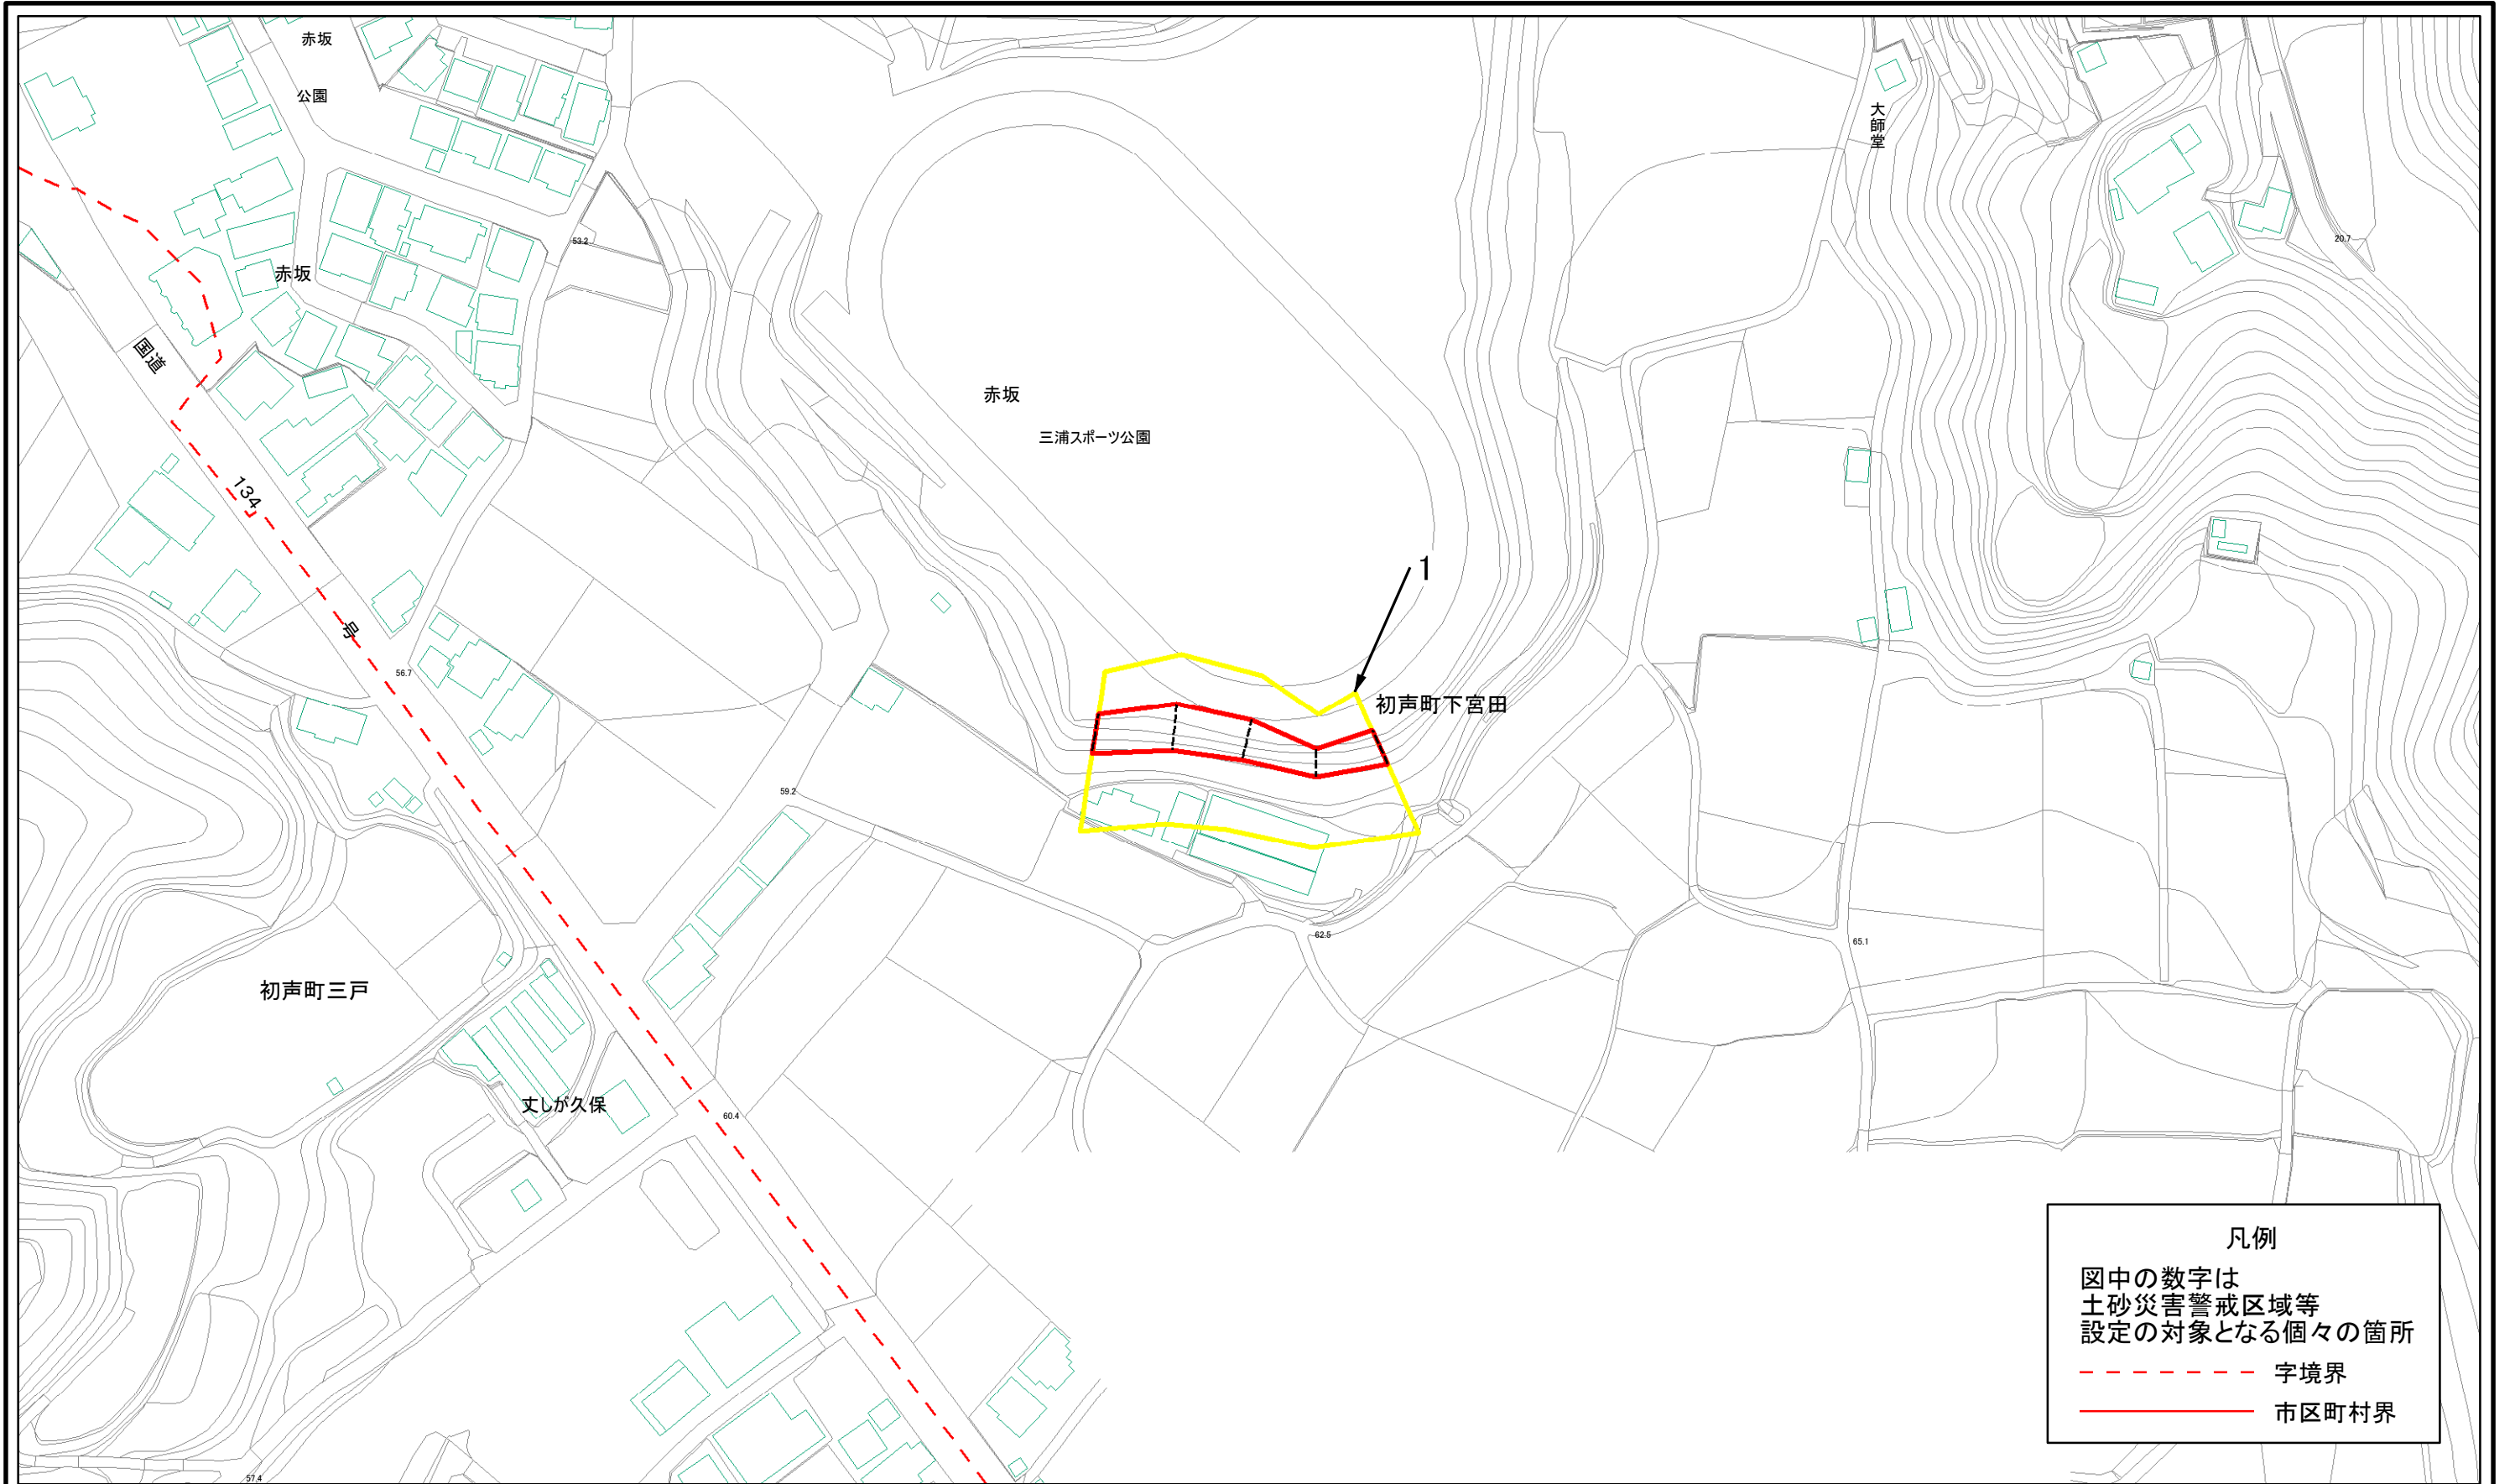 赤坂
公園
大師堂
53.2
20.7
赤坂
国道
赤坂
三浦スポーツ公園
134
1
号
56.7
初声町下宮田
59.2
62.5
65.1
初声町三戸
丈しが久保
60.4
凡例
図中の数字は
土砂災害警戒区域等
設定の対象となる個々の箇所
字境界
市区町村界
57.4